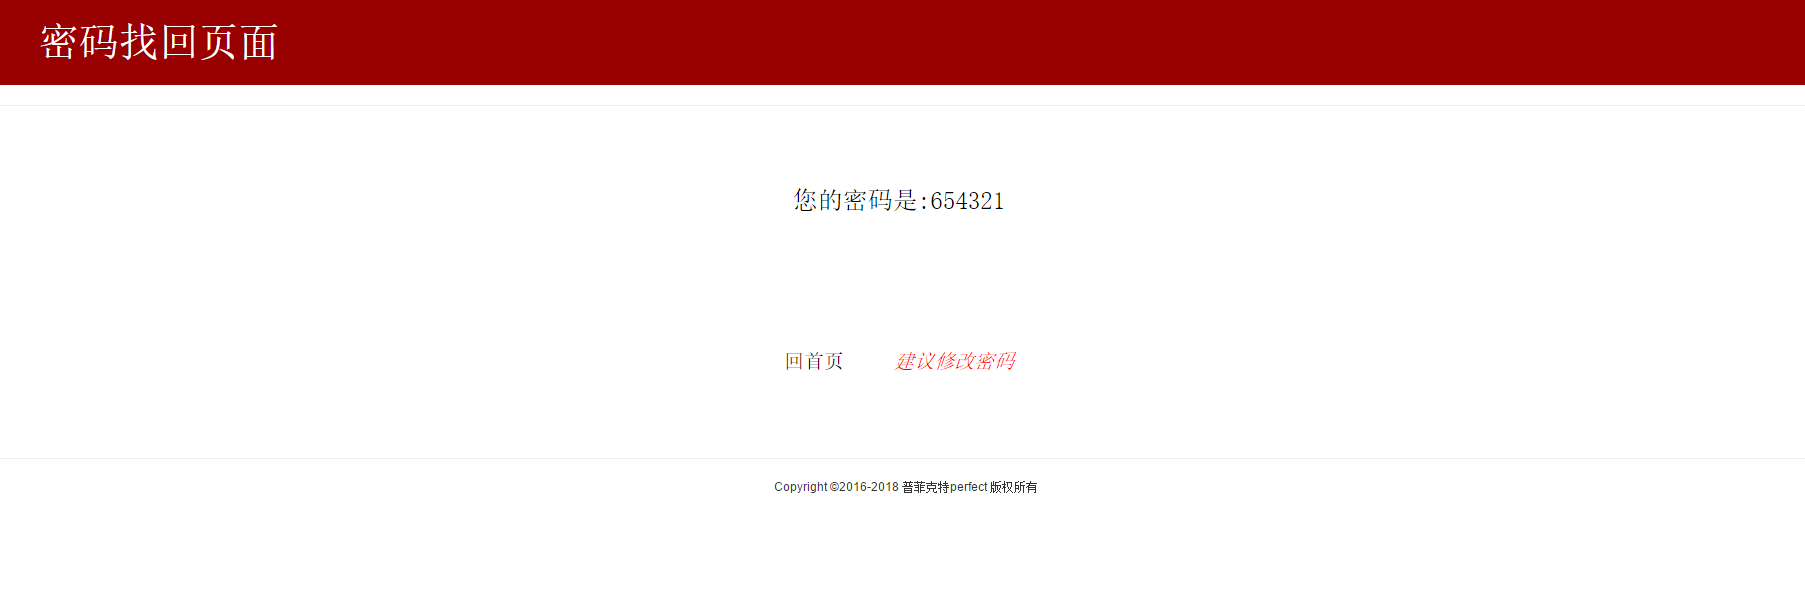 密码找回页面
您的密码是:654321
回首页 建议修改密码
Copyright ©2016-2018 普菲克特perfect 版权所有